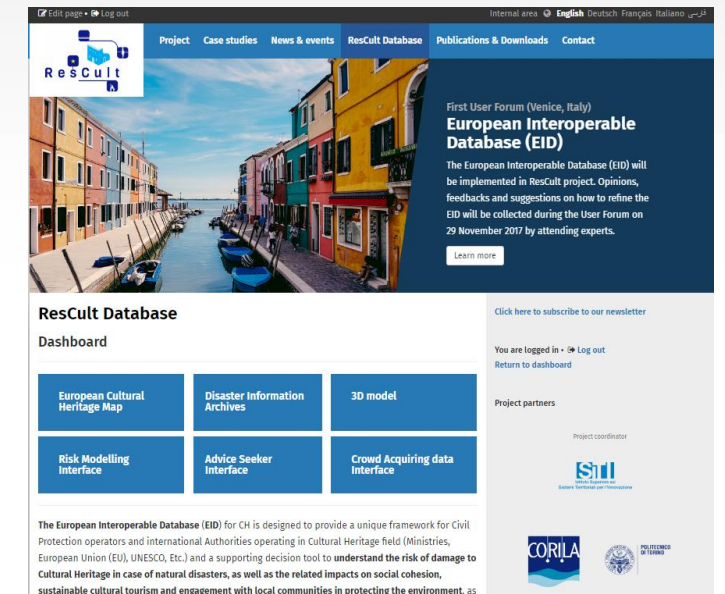 Edit page • Log out
Internal area English Deutsch Français Italiano فارسی
ResCult
Project Case studies News & events ResCult Database Publications & Downloads Contact
First User Forum (Venice, Italy)
European Interoperable
Database (EID)
The European Interoperable Database (EID) will
be implemented in ResCult project. Opinions,
feedbacks and suggestions on how to refine the
EID will be collected during the User Forum on
29 November 2017 by attending experts.
Learn more
ResCult Database
Dashboard
European Cultural
Heritage Map
Disaster Information
Archives
3D model
Risk Modelling
Interface
Advice Seeker
Interface
Crowd Acquiring data
Interface
The European Interoperable Database (EID) for CH is designed to provide a unique framework for Civil
Protection operators and international Authorities operating in Cultural Heritage field (Ministries,
European Union (EU), UNESCO, Etc.) and a supporting decision tool to understand the risk of damage to
Cultural Heritage in case of natural disasters, as well as the related impacts on social cohesion,
sustainable cultural tourism and engagement with local communities in protecting the environment, as
Click here to subscribe to our newsletter
You are logged in • Log out
Return to dashboard
Project partners
Project coordinator
SiTI
Istituto Superiore sui
Sistemi Territoriali per l'Innovazione
CORILA
POLITECNICO
DI TORINO